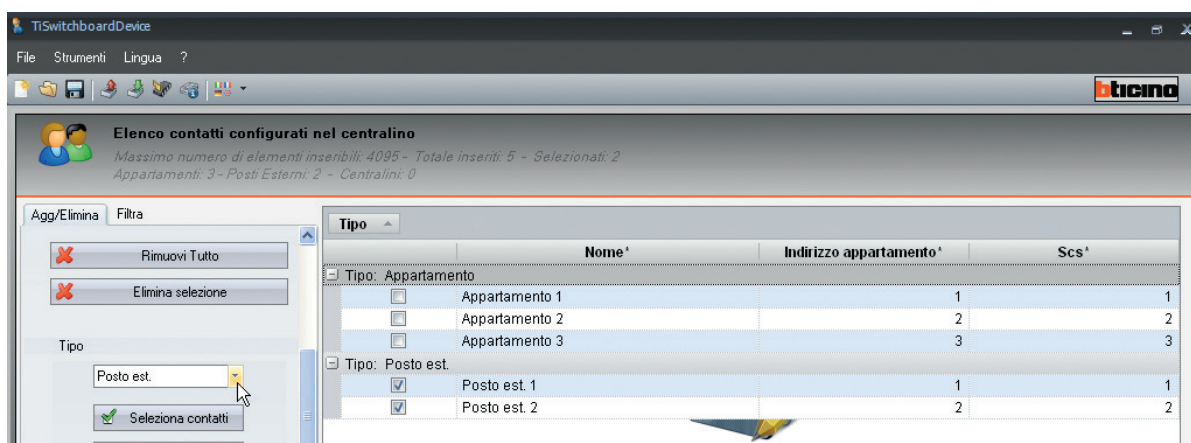 TiSwitchboardDevice
File Strumenti Lingua ?
bticino
Elenco contatti configurati nel centralino
Massimo numero di elementi inseribili: 4095 - Totale inseriti: 5 - Selezionati: 2
Appartamenti: 3 - Posti Esterni: 2 - Centralini: 0
Agg/Elimina Filtra
Rimuovi Tutto
Elimina selezione
Tipo
Posto est.
Seleziona contatti
Tipo
Nome* Indirizzo appartamento* Scs*
Tipo: Appartamento
Appartamento 1 1 1
Appartamento 2 2 2
Appartamento 3 3 3
Tipo: Posto est.
Posto est. 1 1 1
Posto est. 2 2 2